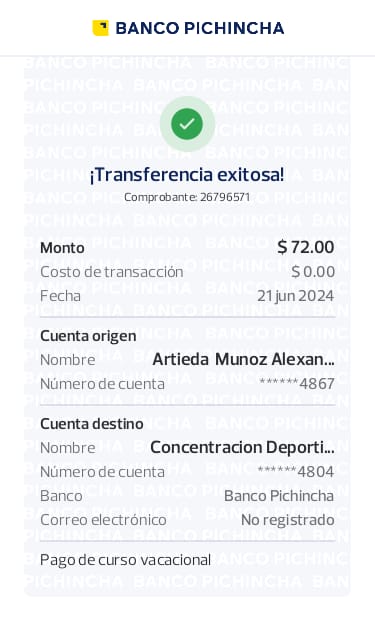 BANCO PICHINCHA
¡Transferencia exitosa!
Comprobante: 26796571
Monto $ 72.00
Costo de transacción $ 0.00
Fecha 21 jun 2024
Cuenta origen
Nombre Artieda Munoz Alexan...
Número de cuenta ******4867
Cuenta destino
Nombre Concentracion Deporti...
Número de cuenta ******4804
Banco Banco Pichincha
Correo electrónico No registrado
Pago de curso vacacional